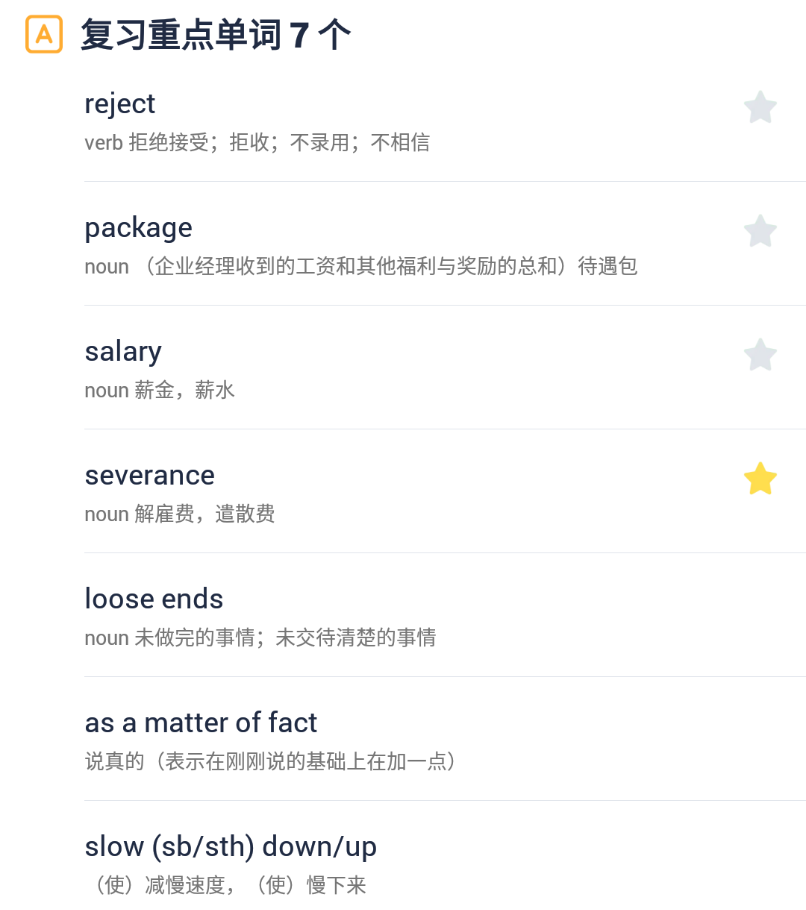 A 复习重点单词 7 个
reject
verb 拒绝接受；拒收；不录用；不相信
package
noun （企业经理收到的工资和其他福利与奖励的总和）待遇包
salary
noun 薪金，薪水
severance
noun 解雇费，遣散费
loose ends
noun 未做完的事情；未交待清楚的事情
as a matter of fact
说真的（表示在刚刚说的基础上在加一点）
slow (sb/sth) down/up
（使）减慢速度，（使）慢下来